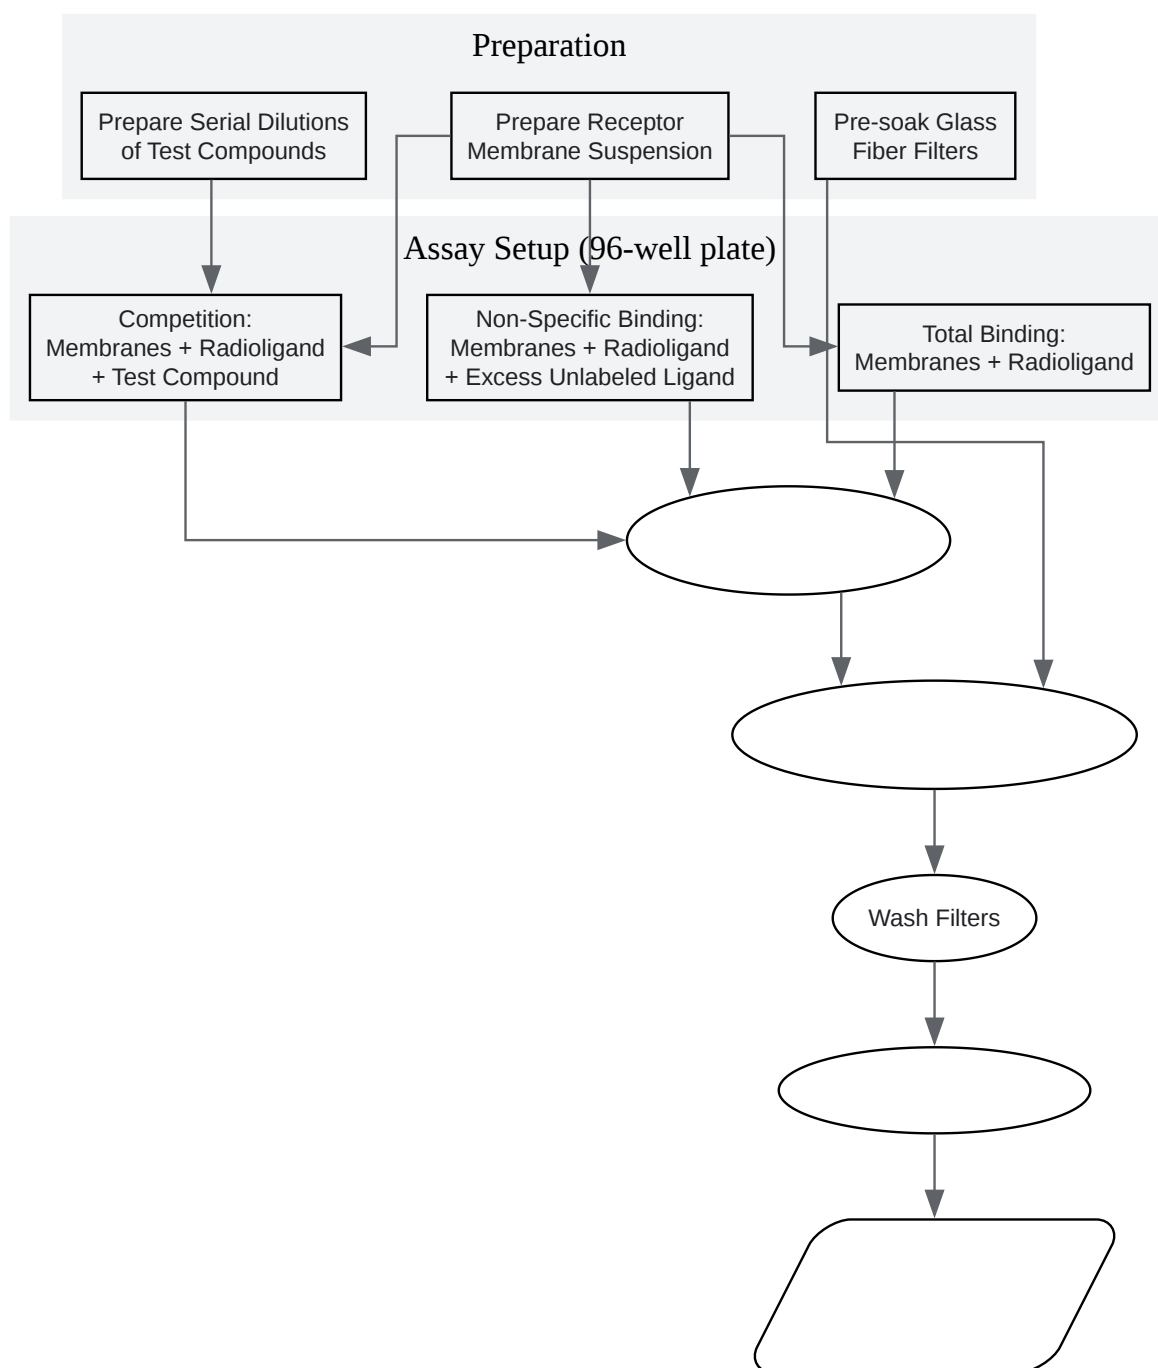 Preparation
Prepare Serial Dilutions
of Test Compounds
Prepare Receptor
Membrane Suspension
Pre-soak Glass
Fiber Filters
Assay Setup (96-well plate)
Competition:
Membranes + Radioligand
+ Test Compound
Non-Specific Binding:
Membranes + Radioligand
+ Excess Unlabeled Ligand
Total Binding:
Membranes + Radioligand
Wash Filters